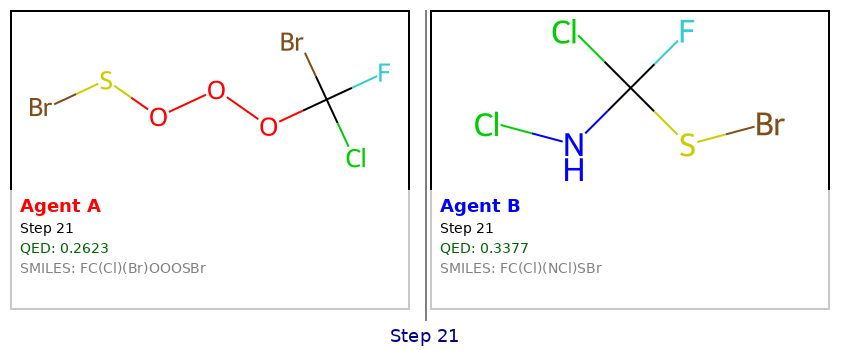 Br
S
O
O
O
Br
F
Cl
Agent A
Step 21
QED: 0.2623
SMILES: FC(Cl)(Br)OOOSBr
Cl
F
Cl
N
H
S
Br
Agent B
Step 21
QED: 0.3377
SMILES: FC(Cl)(NCl)SBr
Step 21